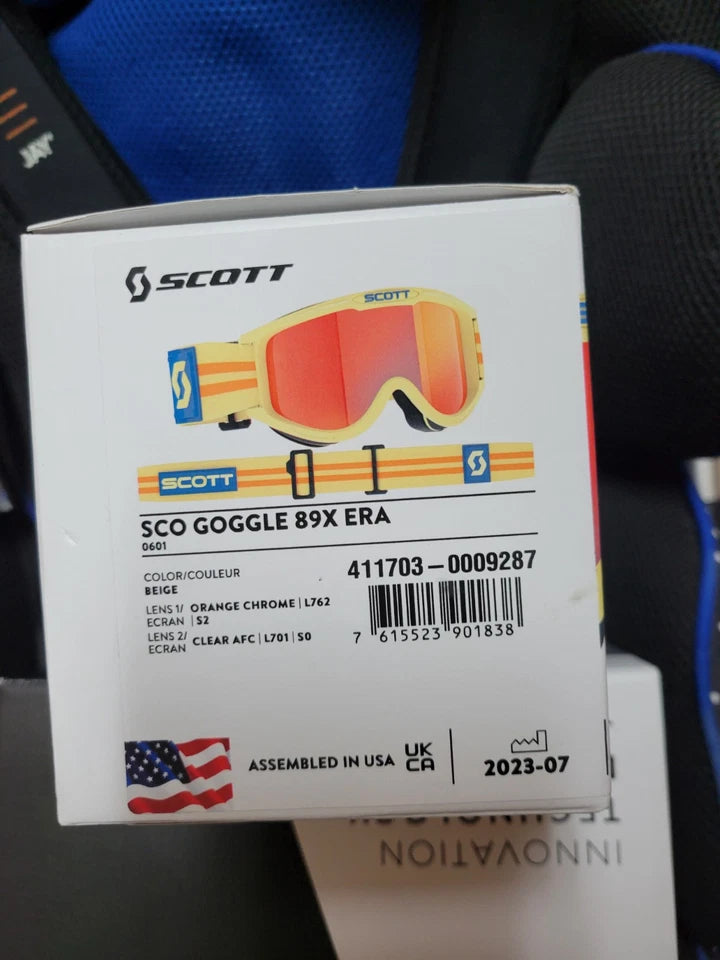 JAY
SCOTT
SCOTT
SCOTT
SCO GOGGLE 89X ERA
0601
COLOR/COULEUR
BEIGE
411703-0009287
LENS 1/ ORANGE CHROME | L762
ECRAN | S2
LENS 2/ CLEAR AFC | L701 | S0
ECRAN
7 615523 901838
ASSEMBLED IN USA UK CA
2023-07
INNOVATION
TECHNOLOGY